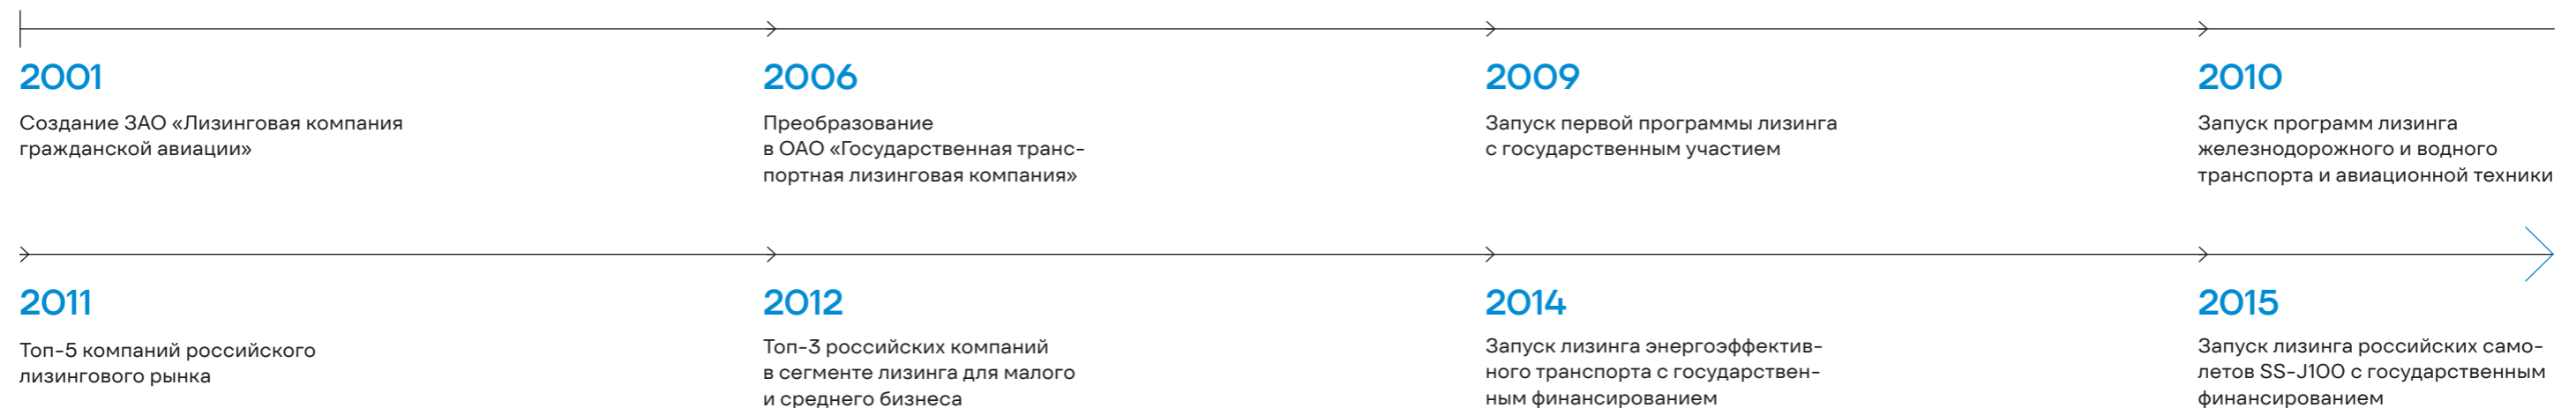 2001
Создание ЗАО «Лизинговая компания
гражданской авиации»
2006
Преобразование
в ОАО «Государственная транс-
портная лизинговая компания»
2009
Запуск первой программы лизинга
с государственным участием
2010
Запуск программ лизинга
железнодорожного и водного
транспорта и авиационной техники
2011
Топ-5 компаний российского
лизингового рынка
2012
Топ-3 российских компаний
в сегменте лизинга для малого
и среднего бизнеса
2014
Запуск лизинга энергоэффектив-
ного транспорта с государствен-
ным финансированием
2015
Запуск лизинга российских само-
летов SS-J100 с государственным
финансированием